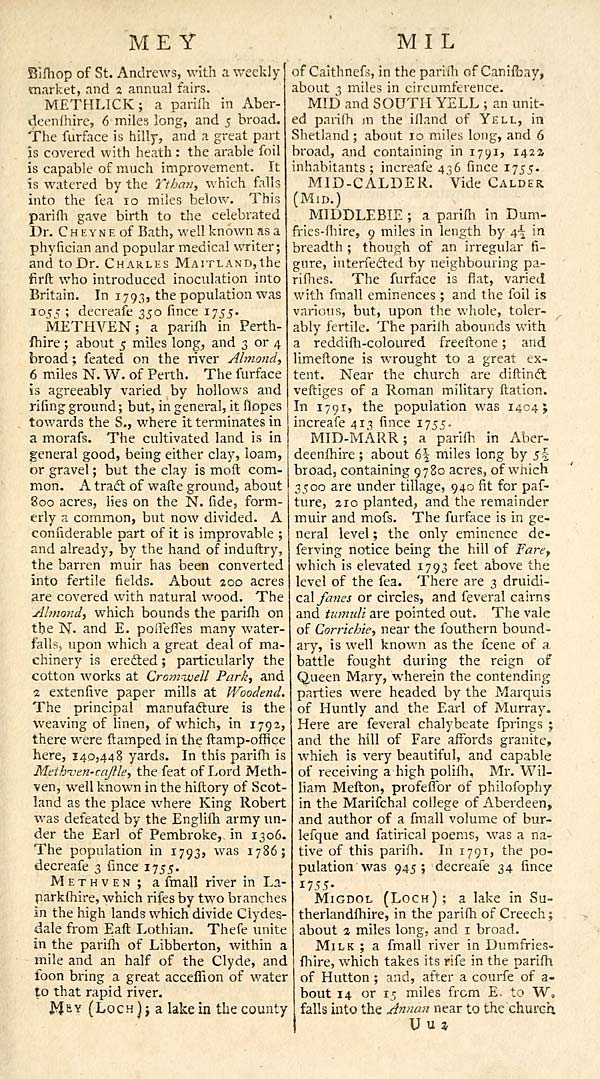 MEY
MIL
Biſhop of St. Andrews, with a weekly
market, and 2 annual fairs.
METHLICK; a pariſh in Aber-
deenſhire, 6 miles long, and 5 broad.
The ſurface is hilly, and a great part
is covered with heath: the arable ſoil
is capable of much improvement. It
is watered by the Ythan, which falls
into the ſea 10 miles below. This
pariſh gave birth to the celebrated
Dr. CHEYNE of Bath, well known as a
phyſician and popular medical writer;
and to Dr. CHARLES MAITLAND, the
firſt who introduced inoculation into
Britain. In 1793, the population was
1055; decreaſe 350 ſince 1755.
METHVEN; a pariſh in Perth-
ſhire; about 5 miles long, and 3 or 4
broad; ſeated on the river Almond,
6 miles N. W. of Perth. The ſurface
is agreeably varied by hollows and
riſing ground; but, in general, it ſlopes
towards the S., where it terminates in
a moraſs. The cultivated land is in
general good, being either clay, loam,
or gravel; but the clay is moſt com-
mon. A tract of waſte ground, about
800 acres, lies on the N. ſide, form-
erly a common, but now divided. A
conſiderable part of it is improvable;
and already, by the hand of induſtry,
the barren muir has been converted
into fertile fields. About 200 acres
are covered with natural wood. The
Almond, which bounds the pariſh on
the N. and E. poſſeſſes many water-
falls, upon which a great deal of ma-
chinery is erected; particularly the
cotton works at Cromwell Park, and
2 extenſive paper mills at Woodend.
The principal manufacture is the
weaving of linen, of which, in 1792,
there were ſtamped in the ſtamp-office
here, 140,448 yards. In this pariſh is
Methven-caſtle, the ſeat of Lord Meth-
ven, well known in the hiſtory of Scot-
land as the place where King Robert
was defeated by the Engliſh army un-
der the Earl of Pembroke, in 1306.
The population in 1793, was 1786;
decreaſe 3 ſince 1755.
METHVEN; a ſmall river in La-
narkſhire, which riſes by two branches
in the high lands which divide Clydes-
dale from Eaſt Lothian. Theſe unite
in the pariſh of Libberton, within a
mile and an half of the Clyde, and
ſoon bring a great acceſſion of water
to that rapid river.
MEY (LOCH); a lake in the county
of Caithneſs, in the pariſh of Caniſbay,
about 3 miles in circumference.
MID and SOUTH YELL; an unit-
ed pariſh in the iſland of YELL, in
Shetland; about 10 miles long, and 6
broad, and containing in 1791, 1422
inhabitants; increaſe 436 ſince 1755.
MID-CALDER. Vide CALDER
(MID.)
MIDDLEBIE; a pariſh in Dum-
fries-ſhire, 9 miles in length by 4½ in
breadth; though of an irregular fi-
gure, interſected by neighbouring pa-
riſhes. The ſurface is flat, varied
with ſmall eminences; and the ſoil is
various, but, upon the whole, toler-
ably fertile. The pariſh abounds with
a reddiſh-coloured freeſtone; and
limeſtone is wrought to a great ex-
tent. Near the church are diſtinct
veſtiges of a Roman military ſtation.
In 1791, the population was 1404;
increaſe 413 ſince 1755.
MID-MARR; a pariſh in Aber-
deenſhire; about 6½ miles long by 5½
broad, containing 9780 acres, of which
3500 are under tillage, 940 fit for paſ-
ture, 210 planted, and the remainder
muir and moſs. The ſurface is in ge-
neral level; the only eminence de-
ſerving notice being the hill of Fare,
which is elevated 1793 feet above the
level of the ſea. There are 3 druidi-
cal fanes or circles, and ſeveral cairns
and tumuli are pointed out. The vale
of Corrichie, near the ſouthern bound-
ary, is well known as the ſcene of a
battle fought during the reign of
Queen Mary, wherein the contending
parties were headed by the Marquis
of Huntly and the Earl of Murray.
Here are ſeveral chalybeate ſprings;
and the hill of Fare affords granite,
which is very beautiful, and capable
of receiving a high poliſh. Mr. Wil-
liam Meſton, profeſſor of philoſophy
in the Mariſchal college of Aberdeen,
and author of a ſmall volume of bur-
leſque and ſatirical poems, was a na-
tive of this pariſh. In 1791, the po-
pulation was 945; decreaſe 34 ſince
1755.
MIGDOL (LOCH); a lake in Su-
therlandſhire, in the pariſh of Creech;
about 2 miles long, and 1 broad.
MILK; a ſmall river in Dumfries-
ſhire, which takes its riſe in the pariſh
of Hutton; and, after a courſe of a-
bout 14 or 15 miles from E. to W.
falls into the Annan near to the church
Uu2